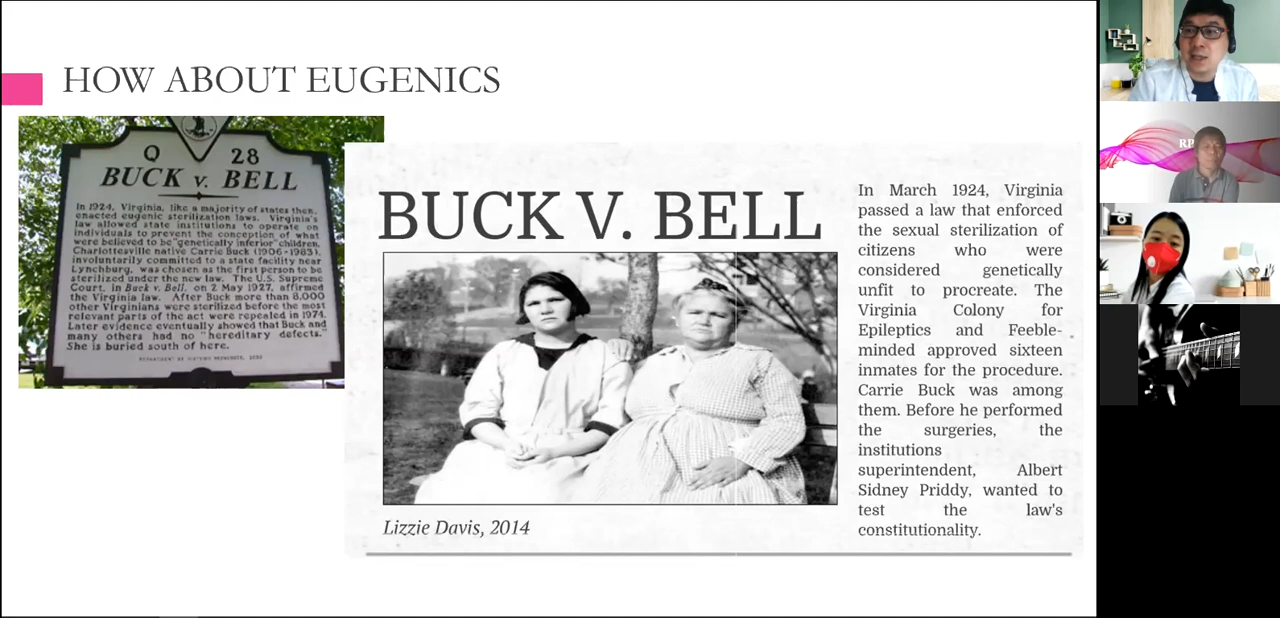 HOW ABOUT EUGENICS
Q 28
BUCK v. BELL
In 1924, Virginia, like a majority of states then,
enacted eugenic sterilization laws. Virginia's
law allowed state institutions to operate on
individuals to prevent the conception of what
were believed to be "genetically inferior" children.
Charlottesville native Carrie Buck (1906-1983),
involuntarily committed to a state facility near
Lynchburg, was chosen as the first person to be
sterilized under the new law. The U.S. Supreme
Court, in Buck v. Bell, on 2 May 1927, affirmed
the Virginia law. After Buck more than 8,000
other Virginians were sterilized before the most
relevant parts of the act were repealed in 1974.
Later evidence eventually showed that Buck and
many others had no "hereditary defects."
She is buried south of here.
DEPARTMENT OF HISTORIC RESOURCES, 2002
BUCK V. BELL
Lizzie Davis, 2014
In March 1924, Virginia
passed a law that enforced
the sexual sterilization of
citizens who were
considered genetically
unfit to procreate. The
Virginia Colony for
Epileptics and Feeble-
minded approved sixteen
inmates for the procedure.
Carrie Buck was among
them. Before he performed
the surgeries, the
institutions
superintendent, Albert
Sidney Priddy, wanted to
test the law's
constitutionality.